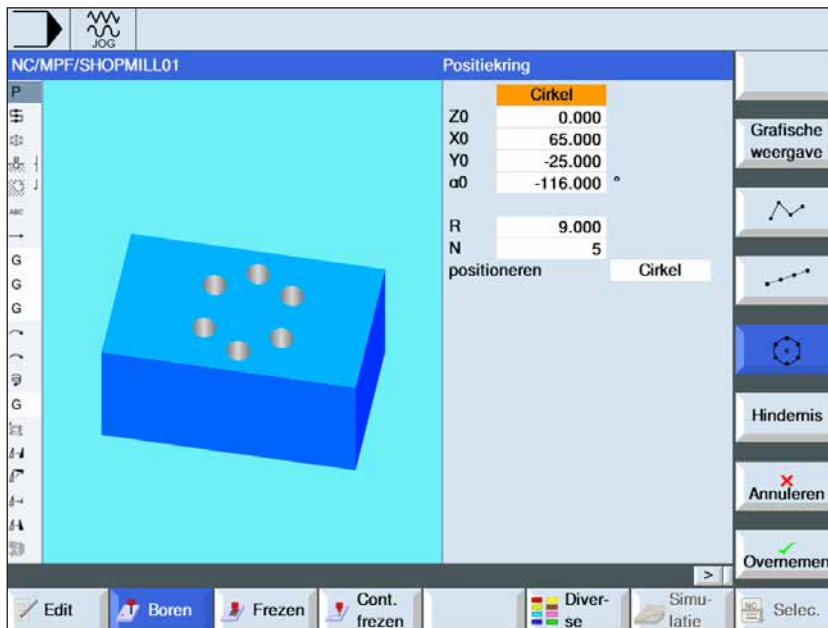 JOG
NC/MPF/SHOPMILL01
Positiekring
P
ABC
G
G
G
G
Cirkel
Z0 0.000
X0 65.000
Y0 -25.000
α0 -116.000 °
R 9.000
N 5
positioneren Cirkel
Grafische
weergave
Hindernis
Annuleren
Overnemen
>
Edit
Boren
Frezen
Cont.
frezen
Diver-
se
Simu-
latie
NC
Selec.